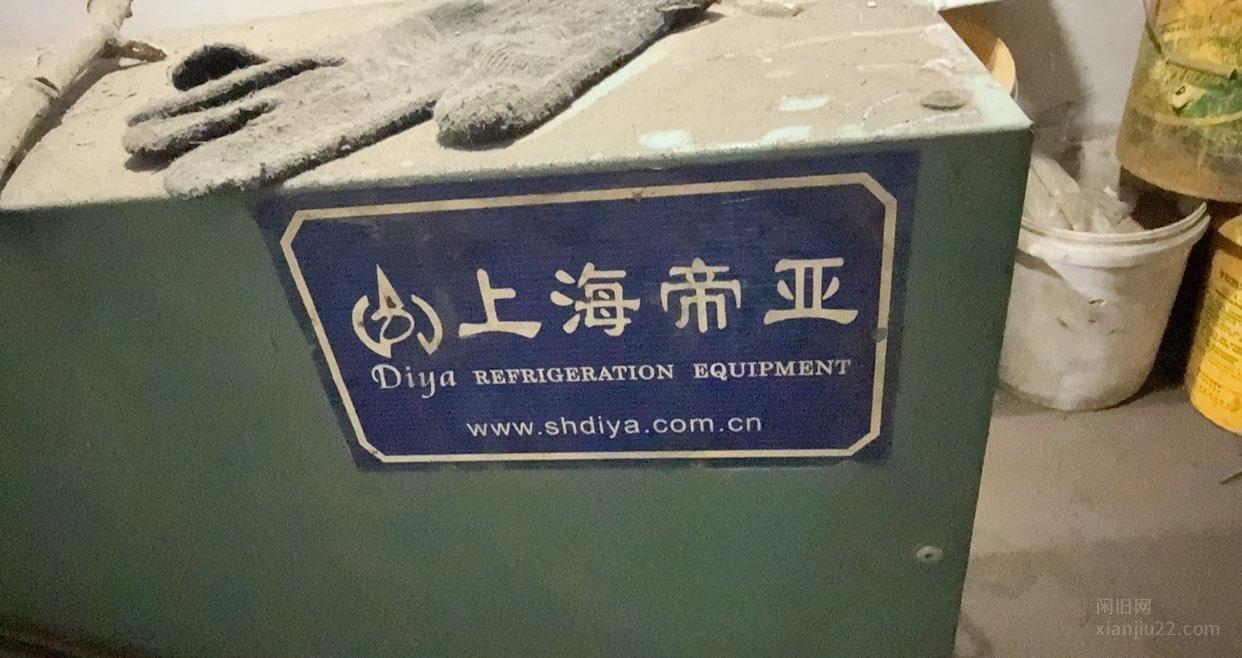 上海帝亚
Diya REFRIGERATION EQUIPMENT
www.shdiya.com.cn
闲旧网
xianjiu22.com